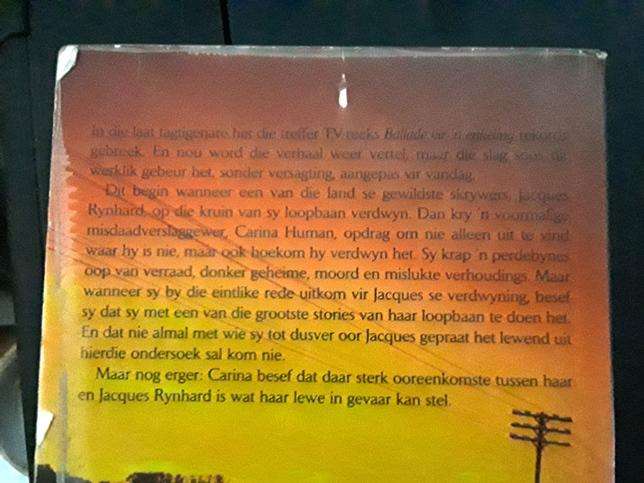 In die laat tagtigenate het die treffer TV-reeks Ballade vir 'n enkeling rekords
gebreek. En nou word die verhaal weer vertel, maar die slag soos dit
werklik gebeur het, sonder versagting, aangepas vir vandag.
Dit begin wanneer een van die land se gewildste skrywers, Jacques
Rynhard, op die kruin van sy loopbaan verdwyn. Dan kry 'n voormalige
misdaadverslaggewer, Carina Human, opdrag om nie alleen uit te vind
waar hy is nie, maar ook hoekom hy verdwyn het. Sy krap 'n perdebynes
oop van verraad, donker geheime, moord en mislukte verhoudings. Maar
wanneer sy by die eintlike rede uitkom vir Jacques se verdwyning, besef
sy dat sy met een van die grootste stories van haar loopbaan te doen het.
En dat nie almal met wie sy tot dusver oor Jacques gepraat het lewend uit
hierdie ondersoek sal kom nie.
Maar nog erger: Carina besef dat daar sterk ooreenkomste tussen haar
en Jacques Rynhard is wat haar lewe in gevaar kan stel.